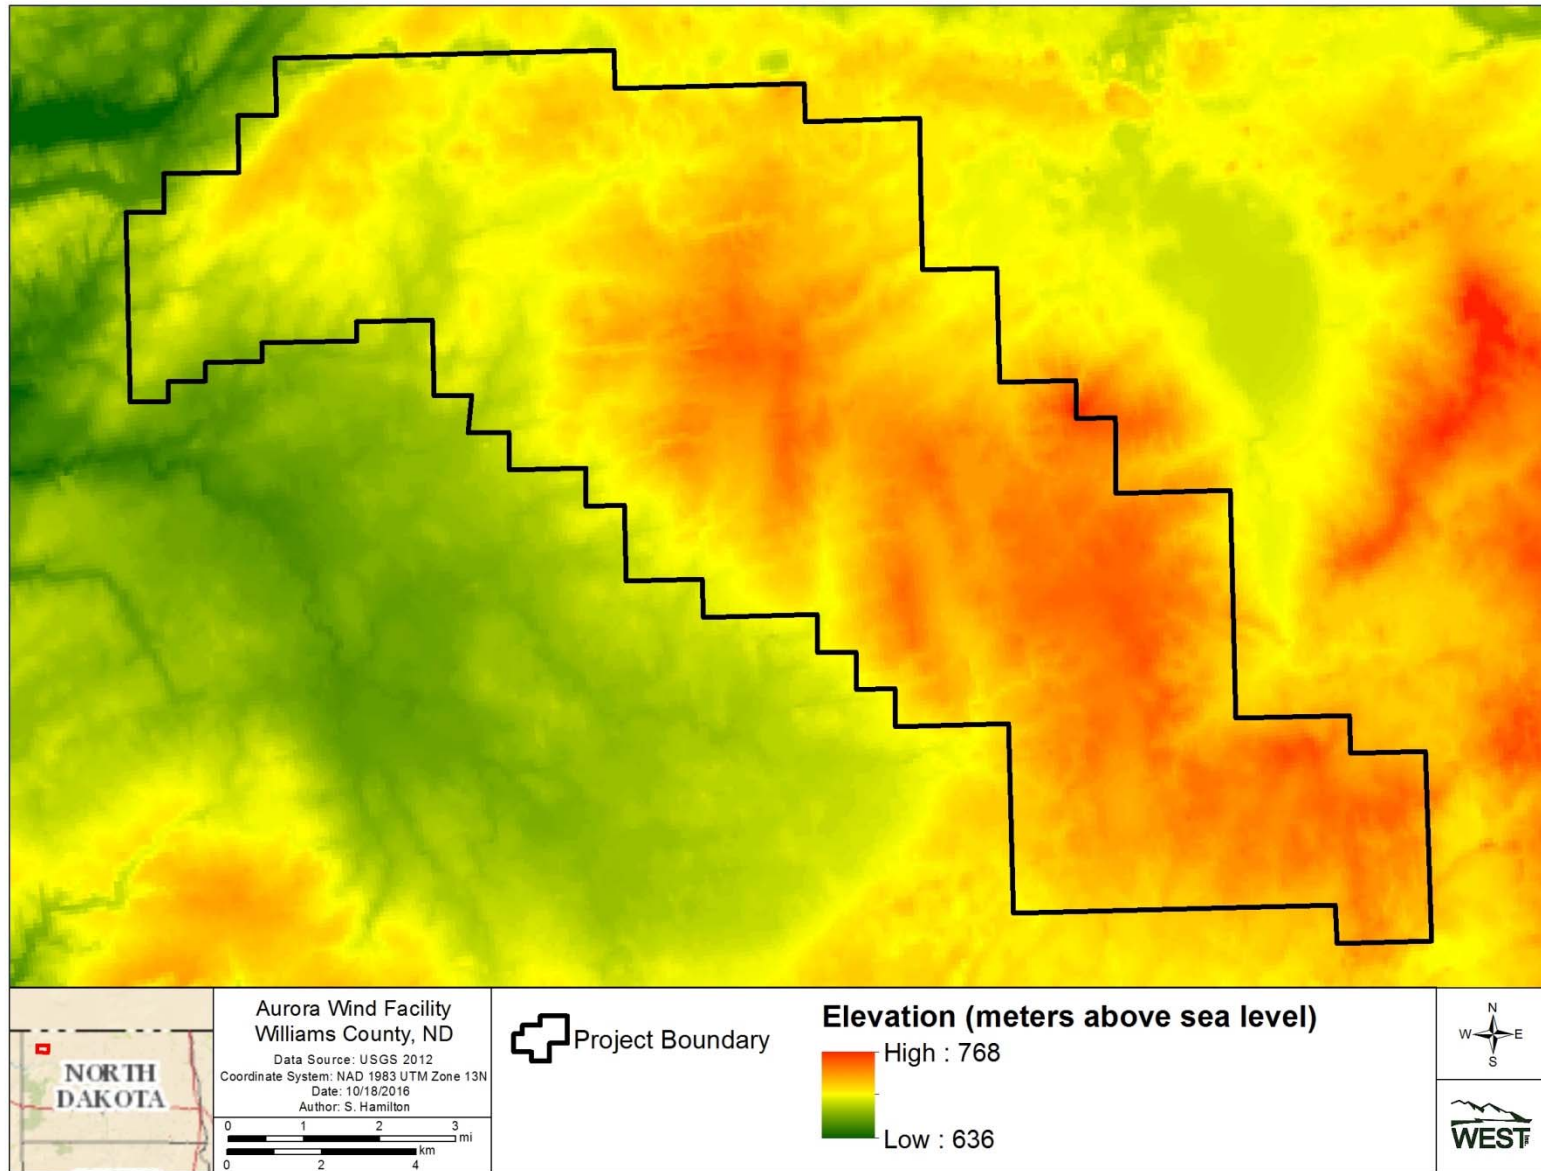 NORTH
DAKOTA
Aurora Wind Facility
Williams County, ND
Data Source: USGS 2012
Coordinate System: NAD 1983 UTM Zone 13N
Date: 10/18/2016
Author: S. Hamilton
0 1 2 3
mi
km
0 2 4
Project Boundary
Elevation (meters above sea level)
High : 768
Low : 636
N
W E
S
WEST